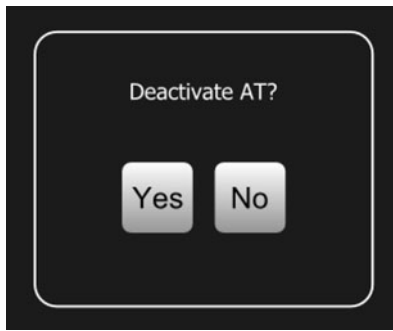 Deactivate AT?
Yes No